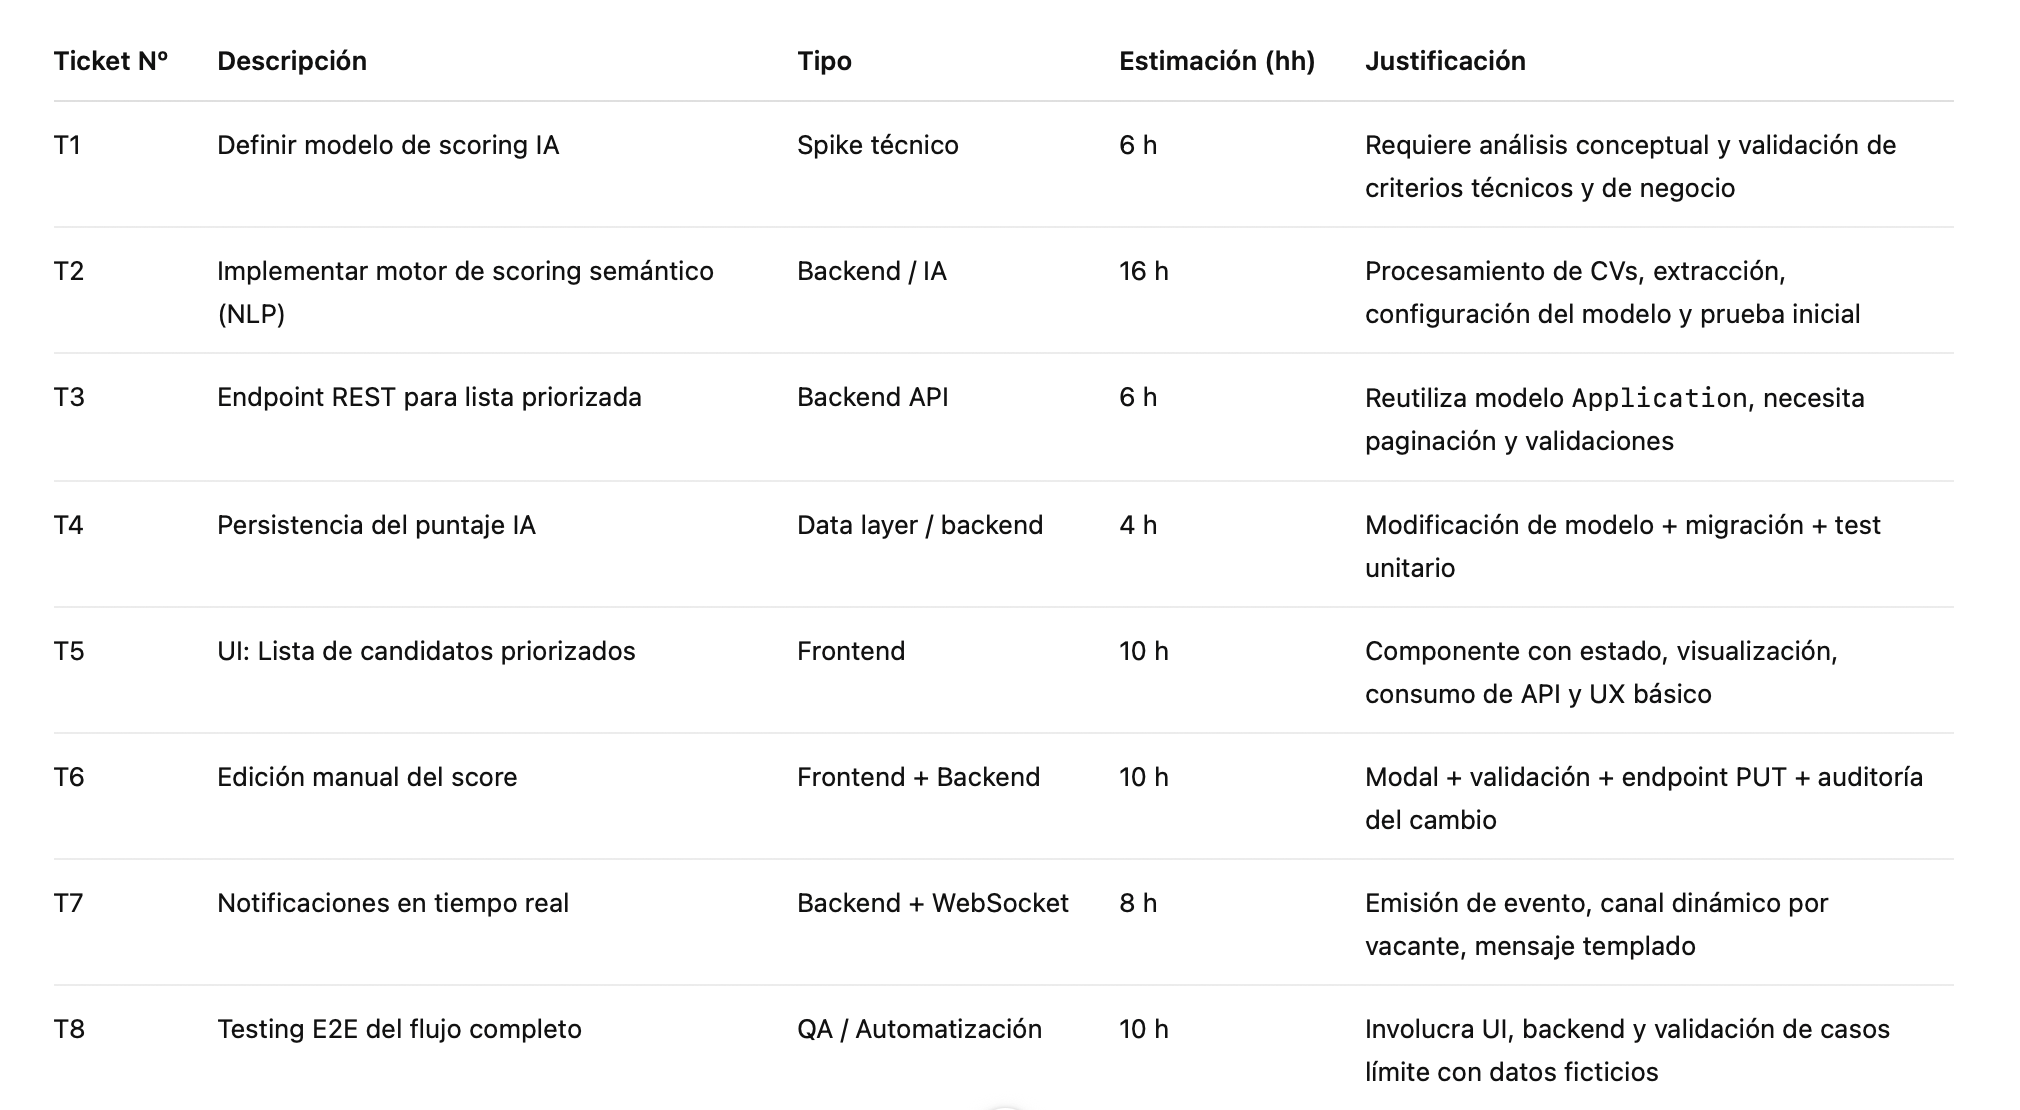 Ticket Nº Descripción Tipo Estimación (hh) Justificación
T1 Definir modelo de scoring IA Spike técnico 6 h Requiere análisis conceptual y validación de
criterios técnicos y de negocio
T2 Implementar motor de scoring semántico Backend / IA 16 h Procesamiento de CVs, extracción,
(NLP) configuración del modelo y prueba inicial
T3 Endpoint REST para lista priorizada Backend API 6 h Reutiliza modelo Application, necesita
paginación y validaciones
T4 Persistencia del puntaje IA Data layer / backend 4 h Modificación de modelo + migración + test
unitario
T5 UI: Lista de candidatos priorizados Frontend 10 h Componente con estado, visualización,
consumo de API y UX básico
T6 Edición manual del score Frontend + Backend 10 h Modal + validación + endpoint PUT + auditoría
del cambio
T7 Notificaciones en tiempo real Backend + WebSocket 8 h Emisión de evento, canal dinámico por
vacante, mensaje templado
T8 Testing E2E del flujo completo QA / Automatización 10 h Involucra UI, backend y validación de casos
límite con datos ficticios